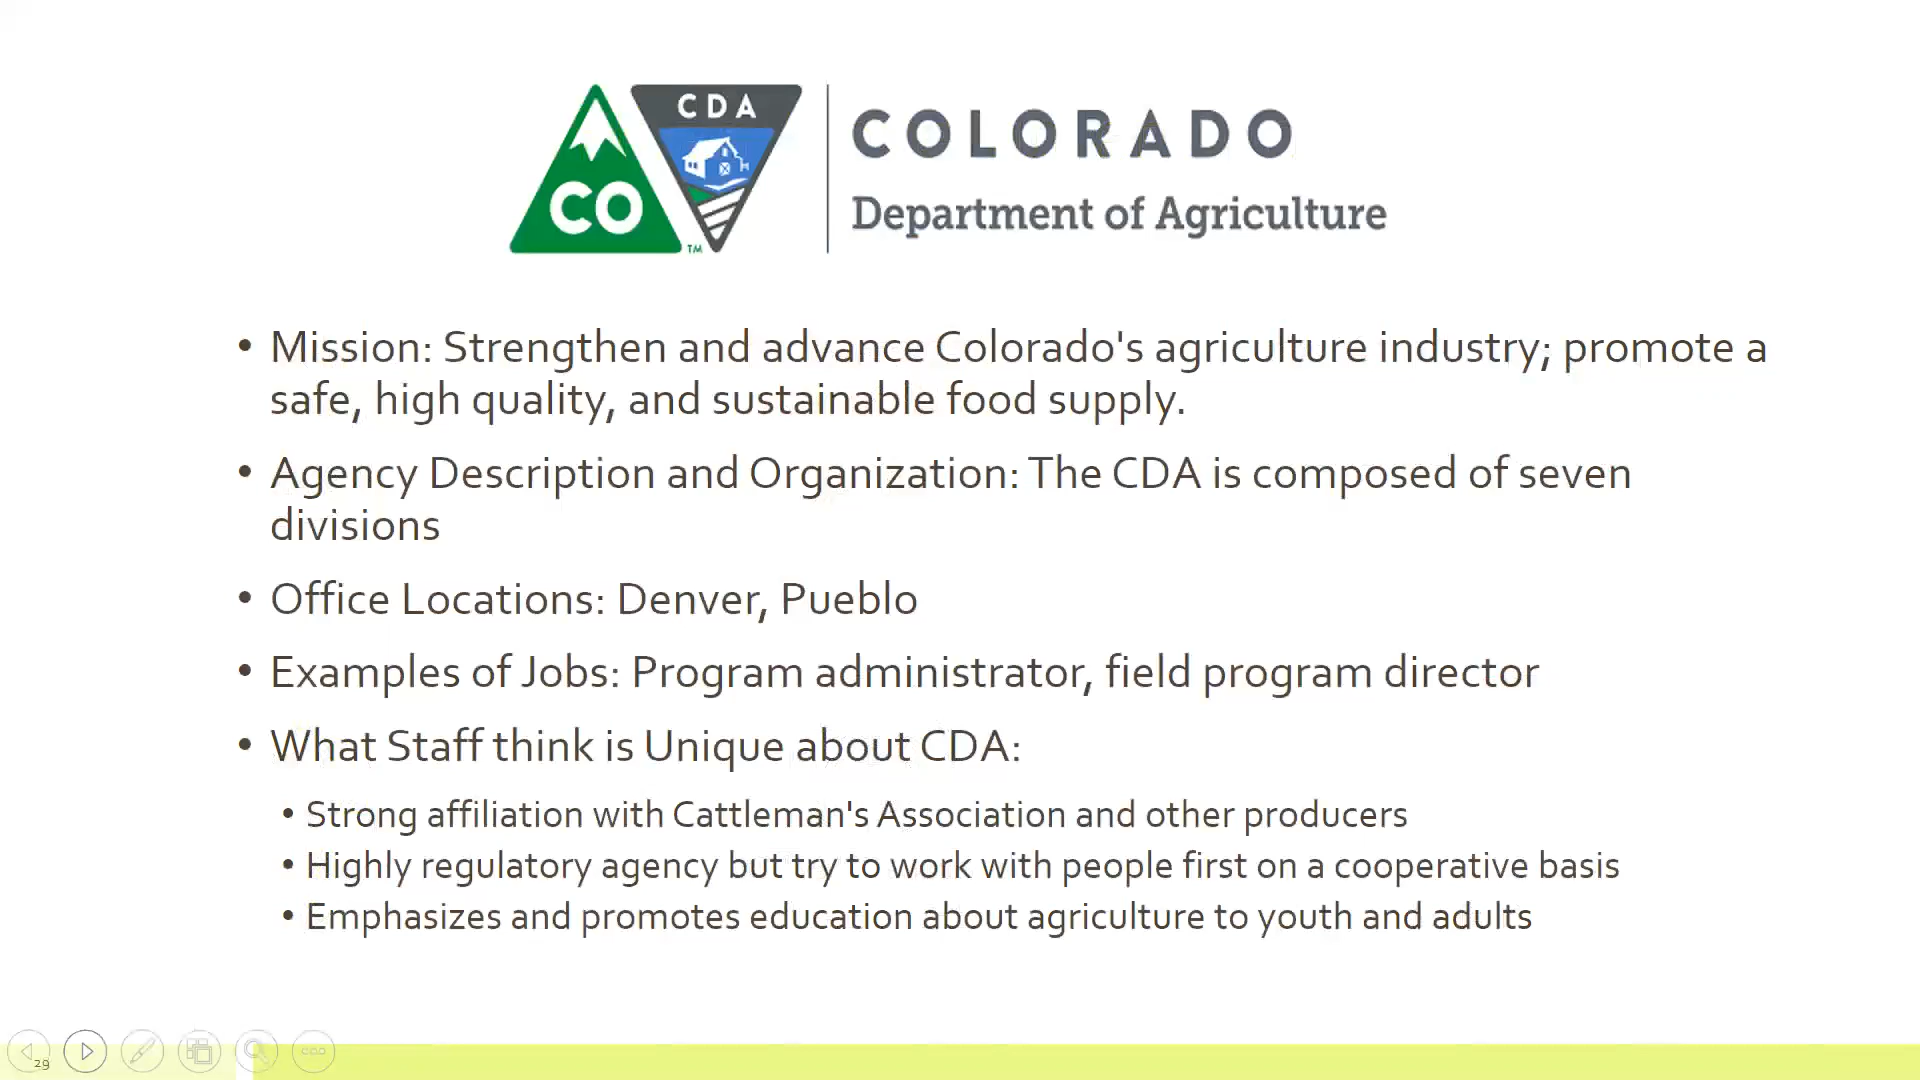 CDA
CO
TM
COLORADO
Department of Agriculture
• Mission: Strengthen and advance Colorado's agriculture industry; promote a
safe, high quality, and sustainable food supply.
• Agency Description and Organization: The CDA is composed of seven
divisions
• Office Locations: Denver, Pueblo
• Examples of Jobs: Program administrator, field program director
• What Staff think is Unique about CDA:
• Strong affiliation with Cattleman's Association and other producers
• Highly regulatory agency but try to work with people first on a cooperative basis
• Emphasizes and promotes education about agriculture to youth and adults
29